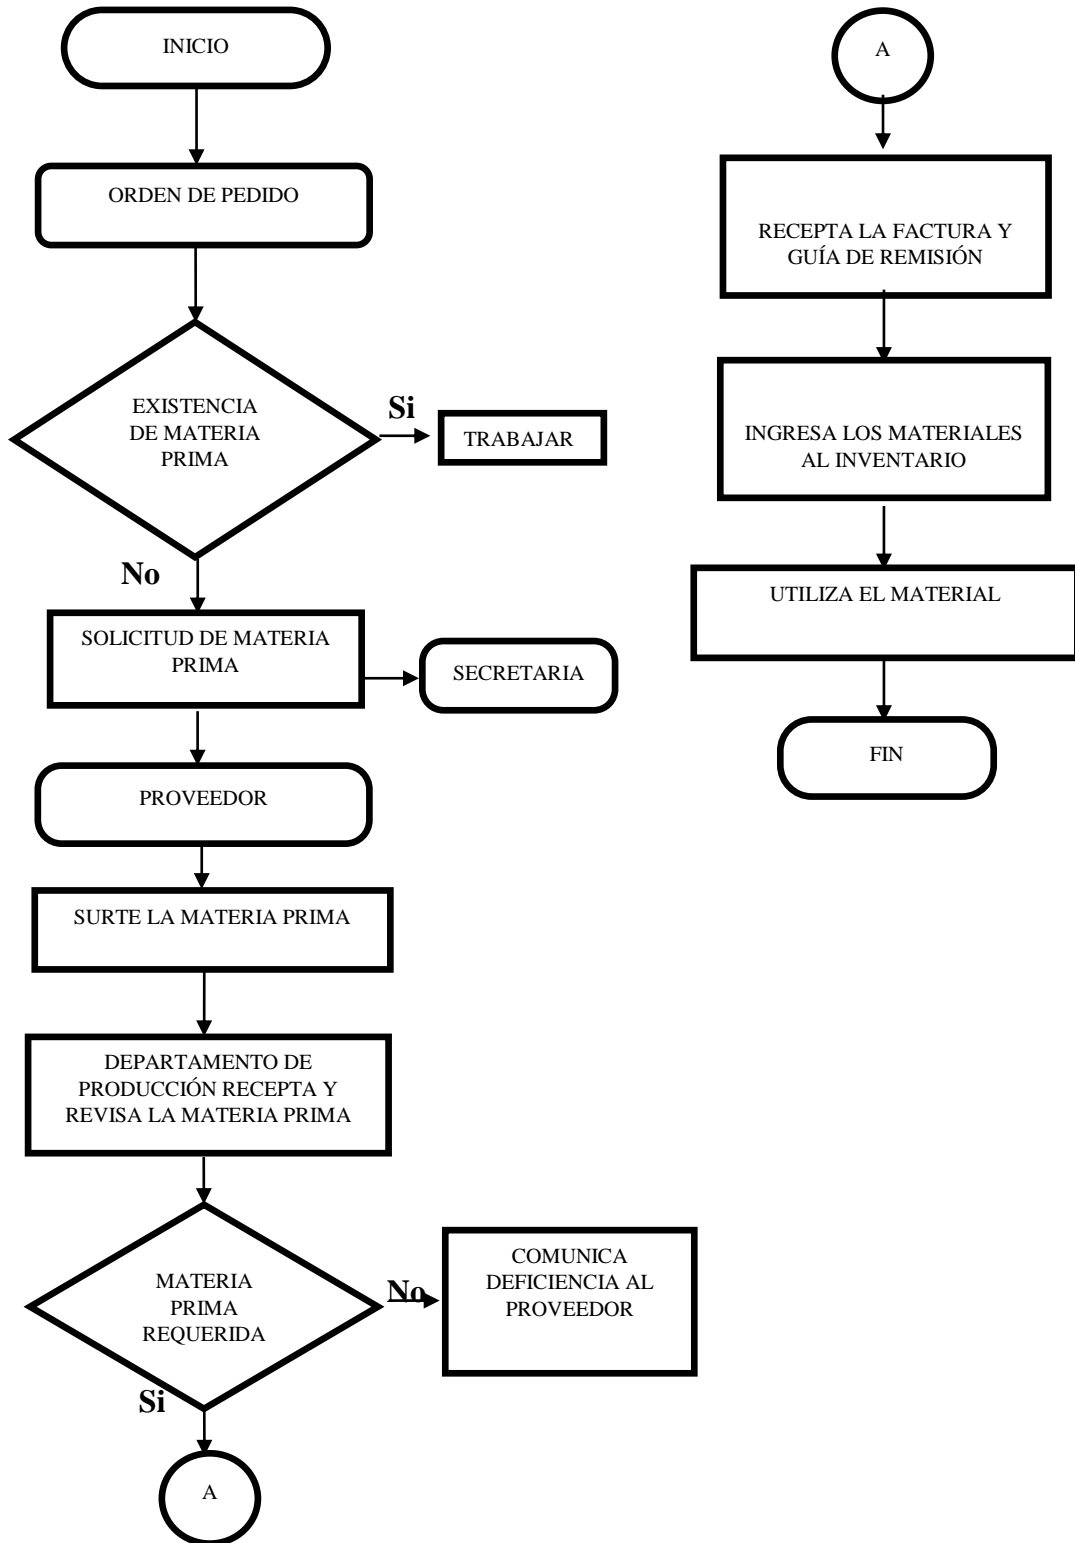 INICIO
ORDEN DE PEDIDO
EXISTENCIA
DE MATERIA
PRIMA
Si
TRABAJAR
No
SOLICITUD DE MATERIA
PRIMA
SECRETARIA
PROVEEDOR
SURTE LA MATERIA PRIMA
DEPARTAMENTO DE
PRODUCCIÓN RECEPTA Y
REVISA LA MATERIA PRIMA
MATERIA
PRIMA
REQUERIDA
No
COMUNICA
DEFICIENCIA AL
PROVEEDOR
Si
A
A
RECEPTA LA FACTURA Y
GUÍA DE REMISIÓN
INGRESA LOS MATERIALES
AL INVENTARIO
UTILIZA EL MATERIAL
FIN